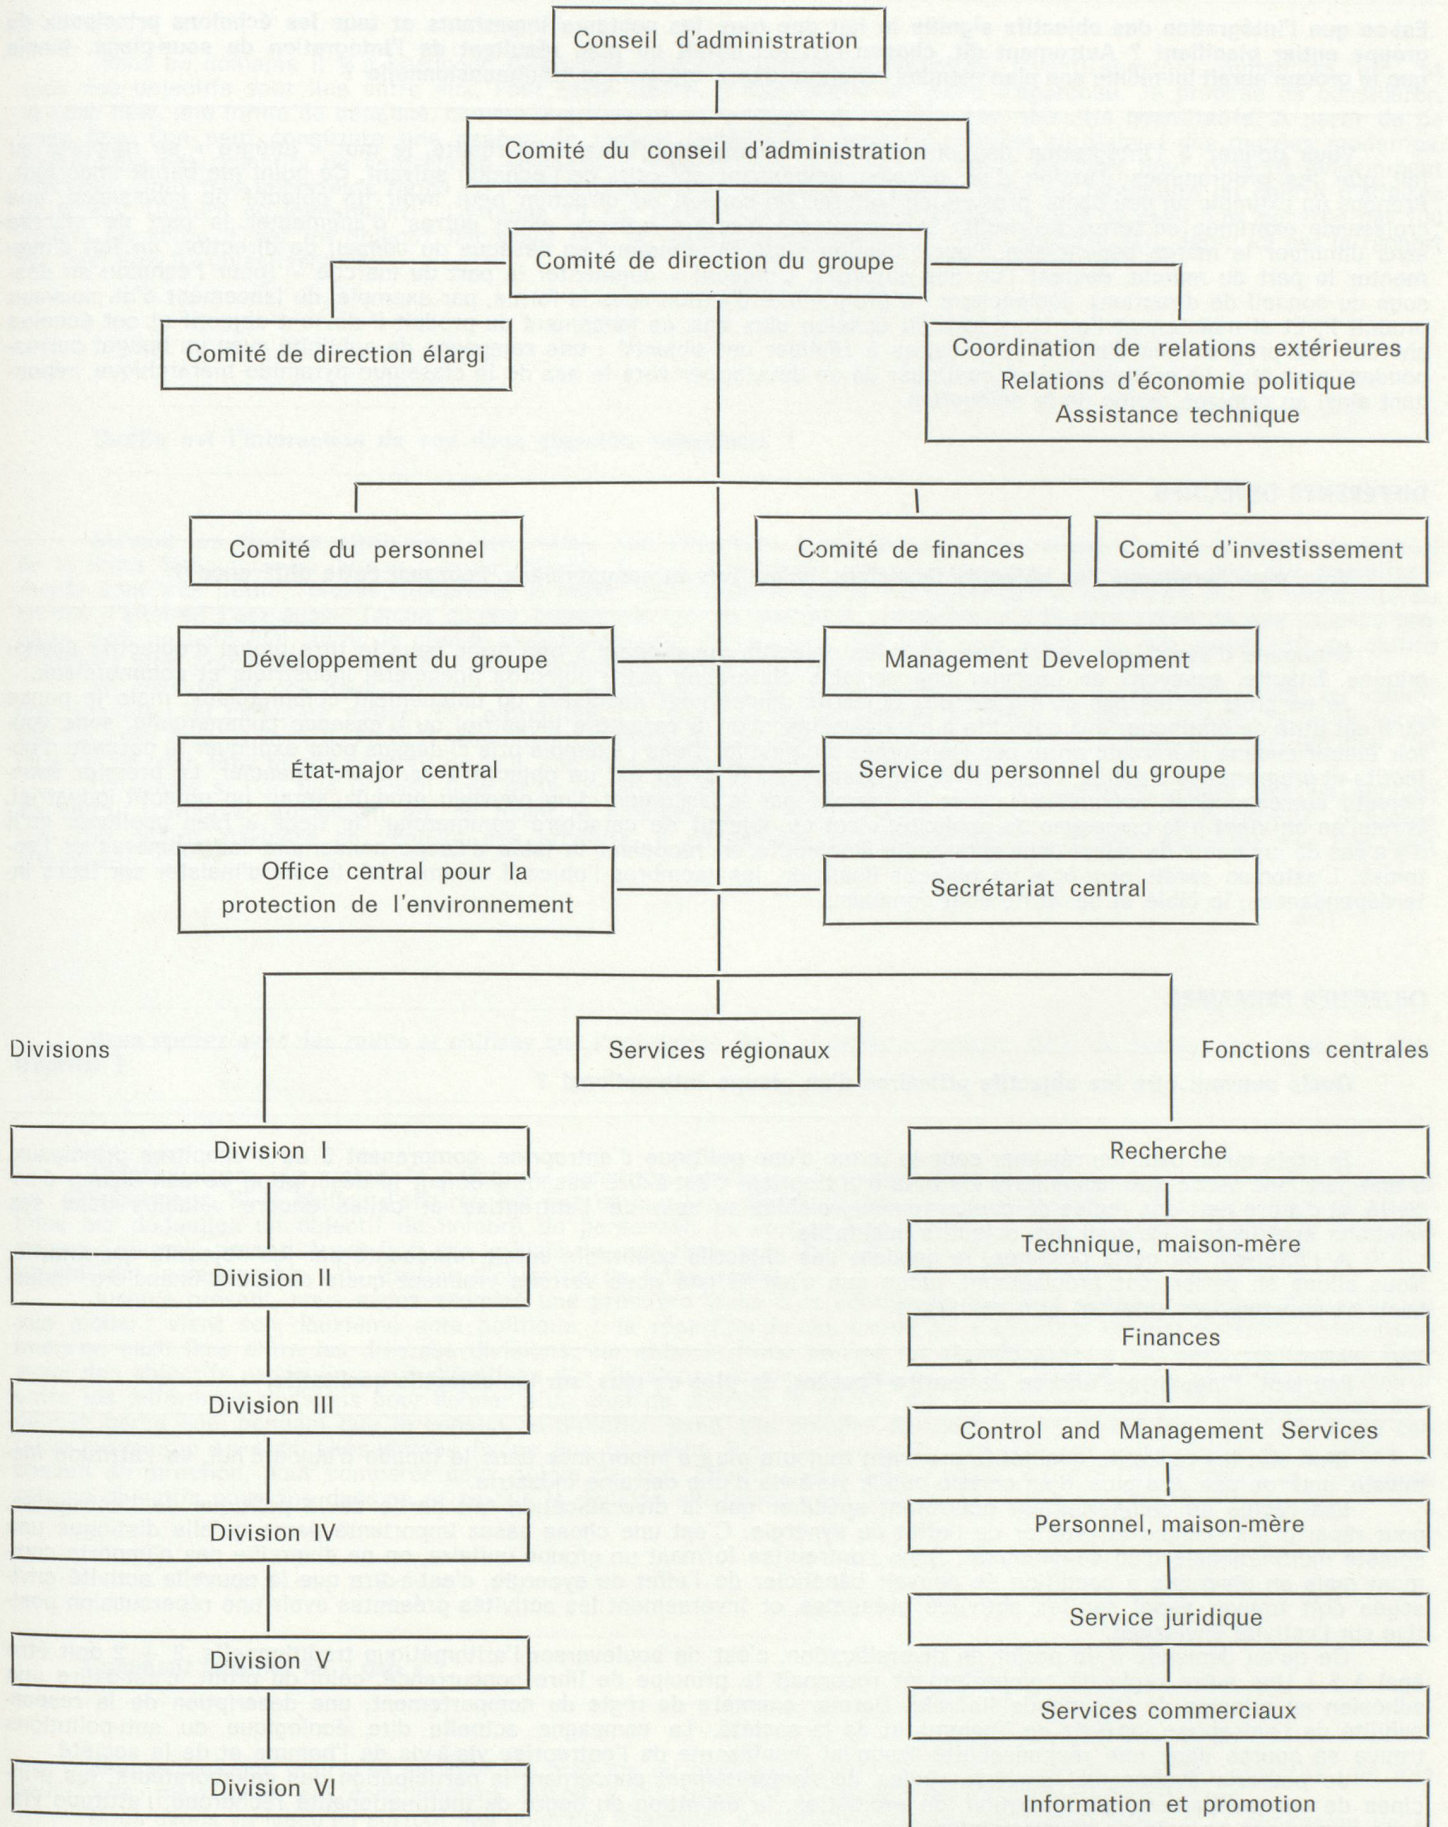 Conseil d'administration
Comité du conseil d'administration
Comité de direction du groupe
Comité de direction élargi
Coordination de relations extérieures
Relations d'économie politique
Assistance technique
Comité du personnel
Comité de finances
Comité d'investissement
Développement du groupe
Management Development
État-major central
Service du personnel du groupe
Office central pour la
protection de l'environnement
Secrétariat central
Divisions
Services régionaux
Fonctions centrales
Division I
Recherche
Technique, maison-mère
Division II
Finances
Division III
Control and Management Services
Division IV
Personnel, maison-mère
Service juridique
Division V
Services commerciaux
Division VI
Information et promotion